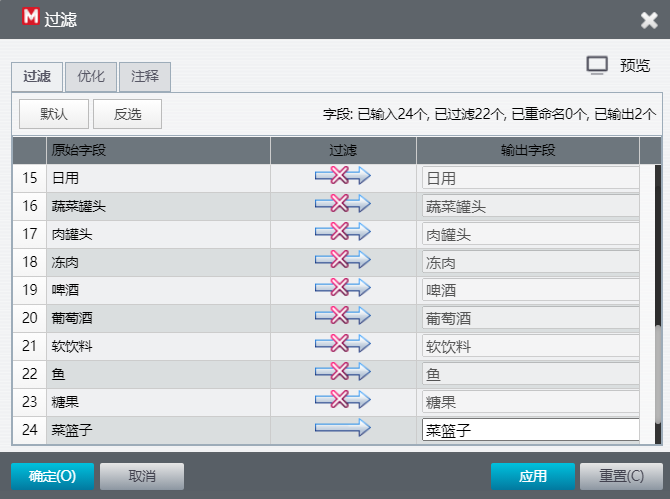 M 过滤
预览
过滤 优化 注释
默认 反选 字段: 已输入24个, 已过滤22个, 已重命名0个, 已输出2个
原始字段 过滤 输出字段
15 日用 日用
16 蔬菜罐头 蔬菜罐头
17 肉罐头 肉罐头
18 冻肉 冻肉
19 啤酒 啤酒
20 葡萄酒 葡萄酒
21 软饮料 软饮料
22 鱼 鱼
23 糖果 糖果
24 菜篮子 菜篮子
确定(O) 取消 应用 重置(C)